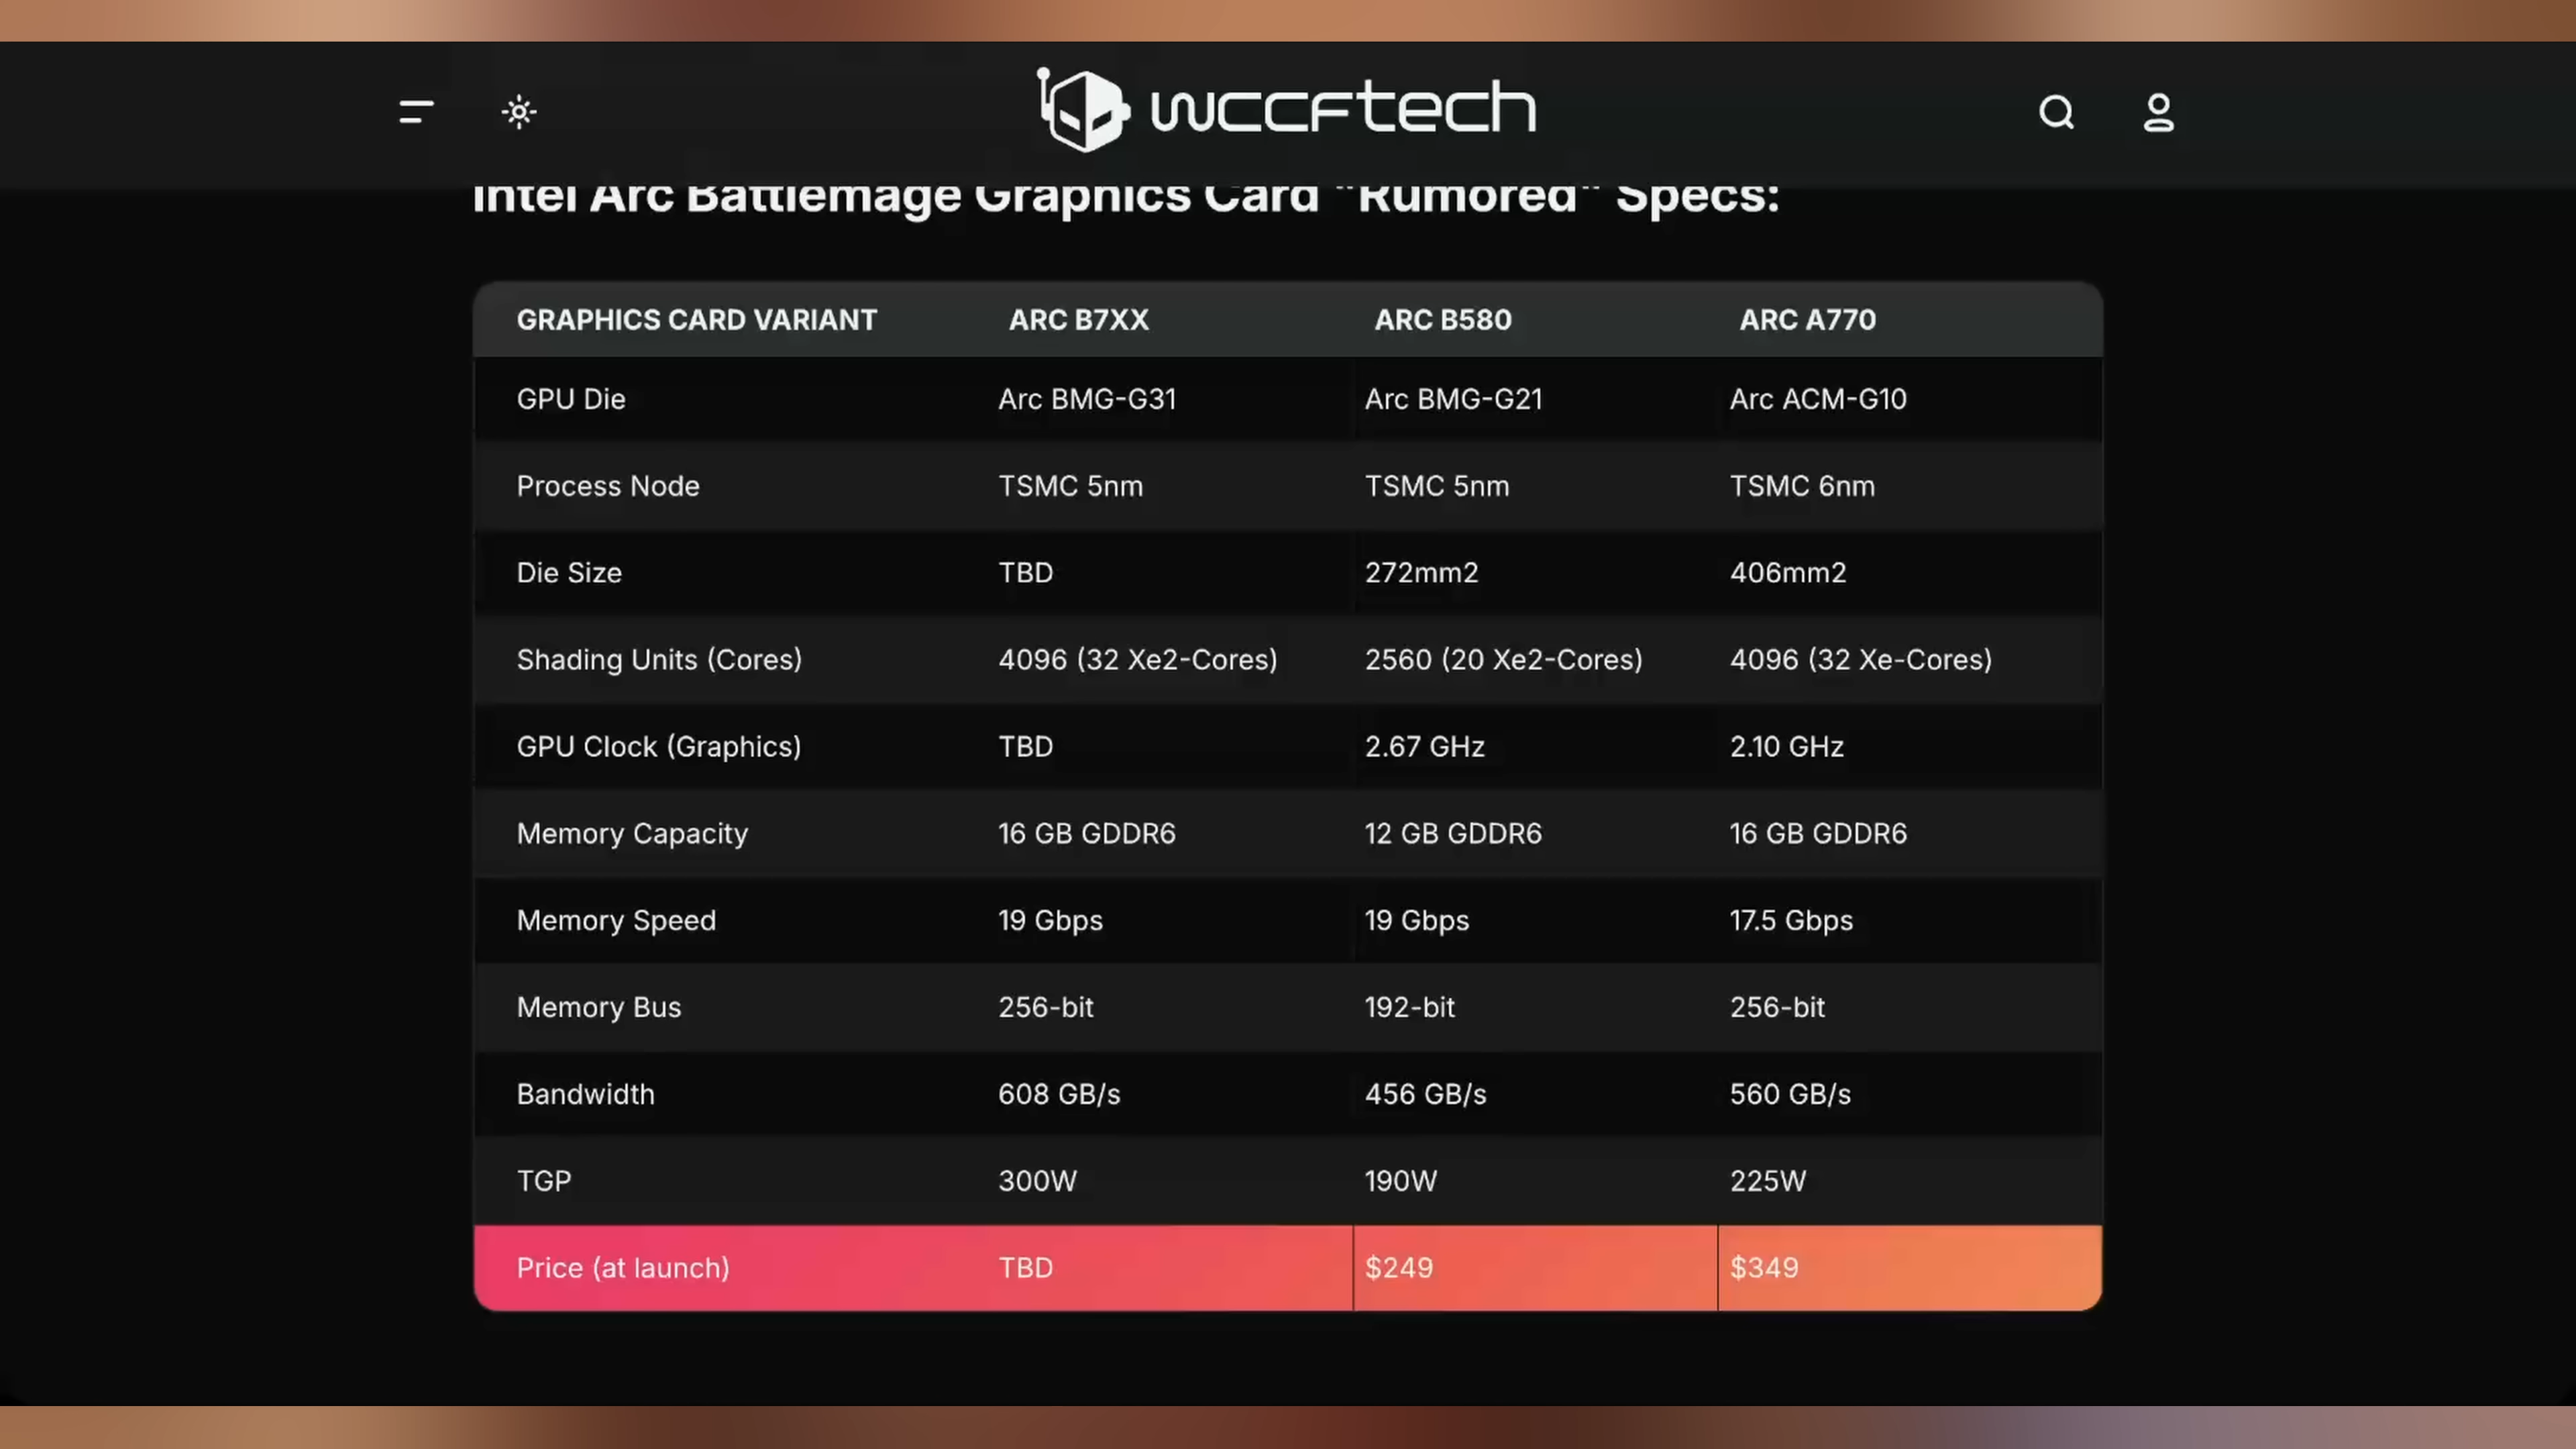 wccftech
Intel Arc Battlemage Graphics Card "Rumored" Specs:
GRAPHICS CARD VARIANT ARC B7XX ARC B580 ARC A770
GPU Die Arc BMG-G31 Arc BMG-G21 Arc ACM-G10
Process Node TSMC 5nm TSMC 5nm TSMC 6nm
Die Size TBD 272mm2 406mm2
Shading Units (Cores) 4096 (32 Xe2-Cores) 2560 (20 Xe2-Cores) 4096 (32 Xe-Cores)
GPU Clock (Graphics) TBD 2.67 GHz 2.10 GHz
Memory Capacity 16 GB GDDR6 12 GB GDDR6 16 GB GDDR6
Memory Speed 19 Gbps 19 Gbps 17.5 Gbps
Memory Bus 256-bit 192-bit 256-bit
Bandwidth 608 GB/s 456 GB/s 560 GB/s
TGP 300W 190W 225W
Price (at launch) TBD $249 $349